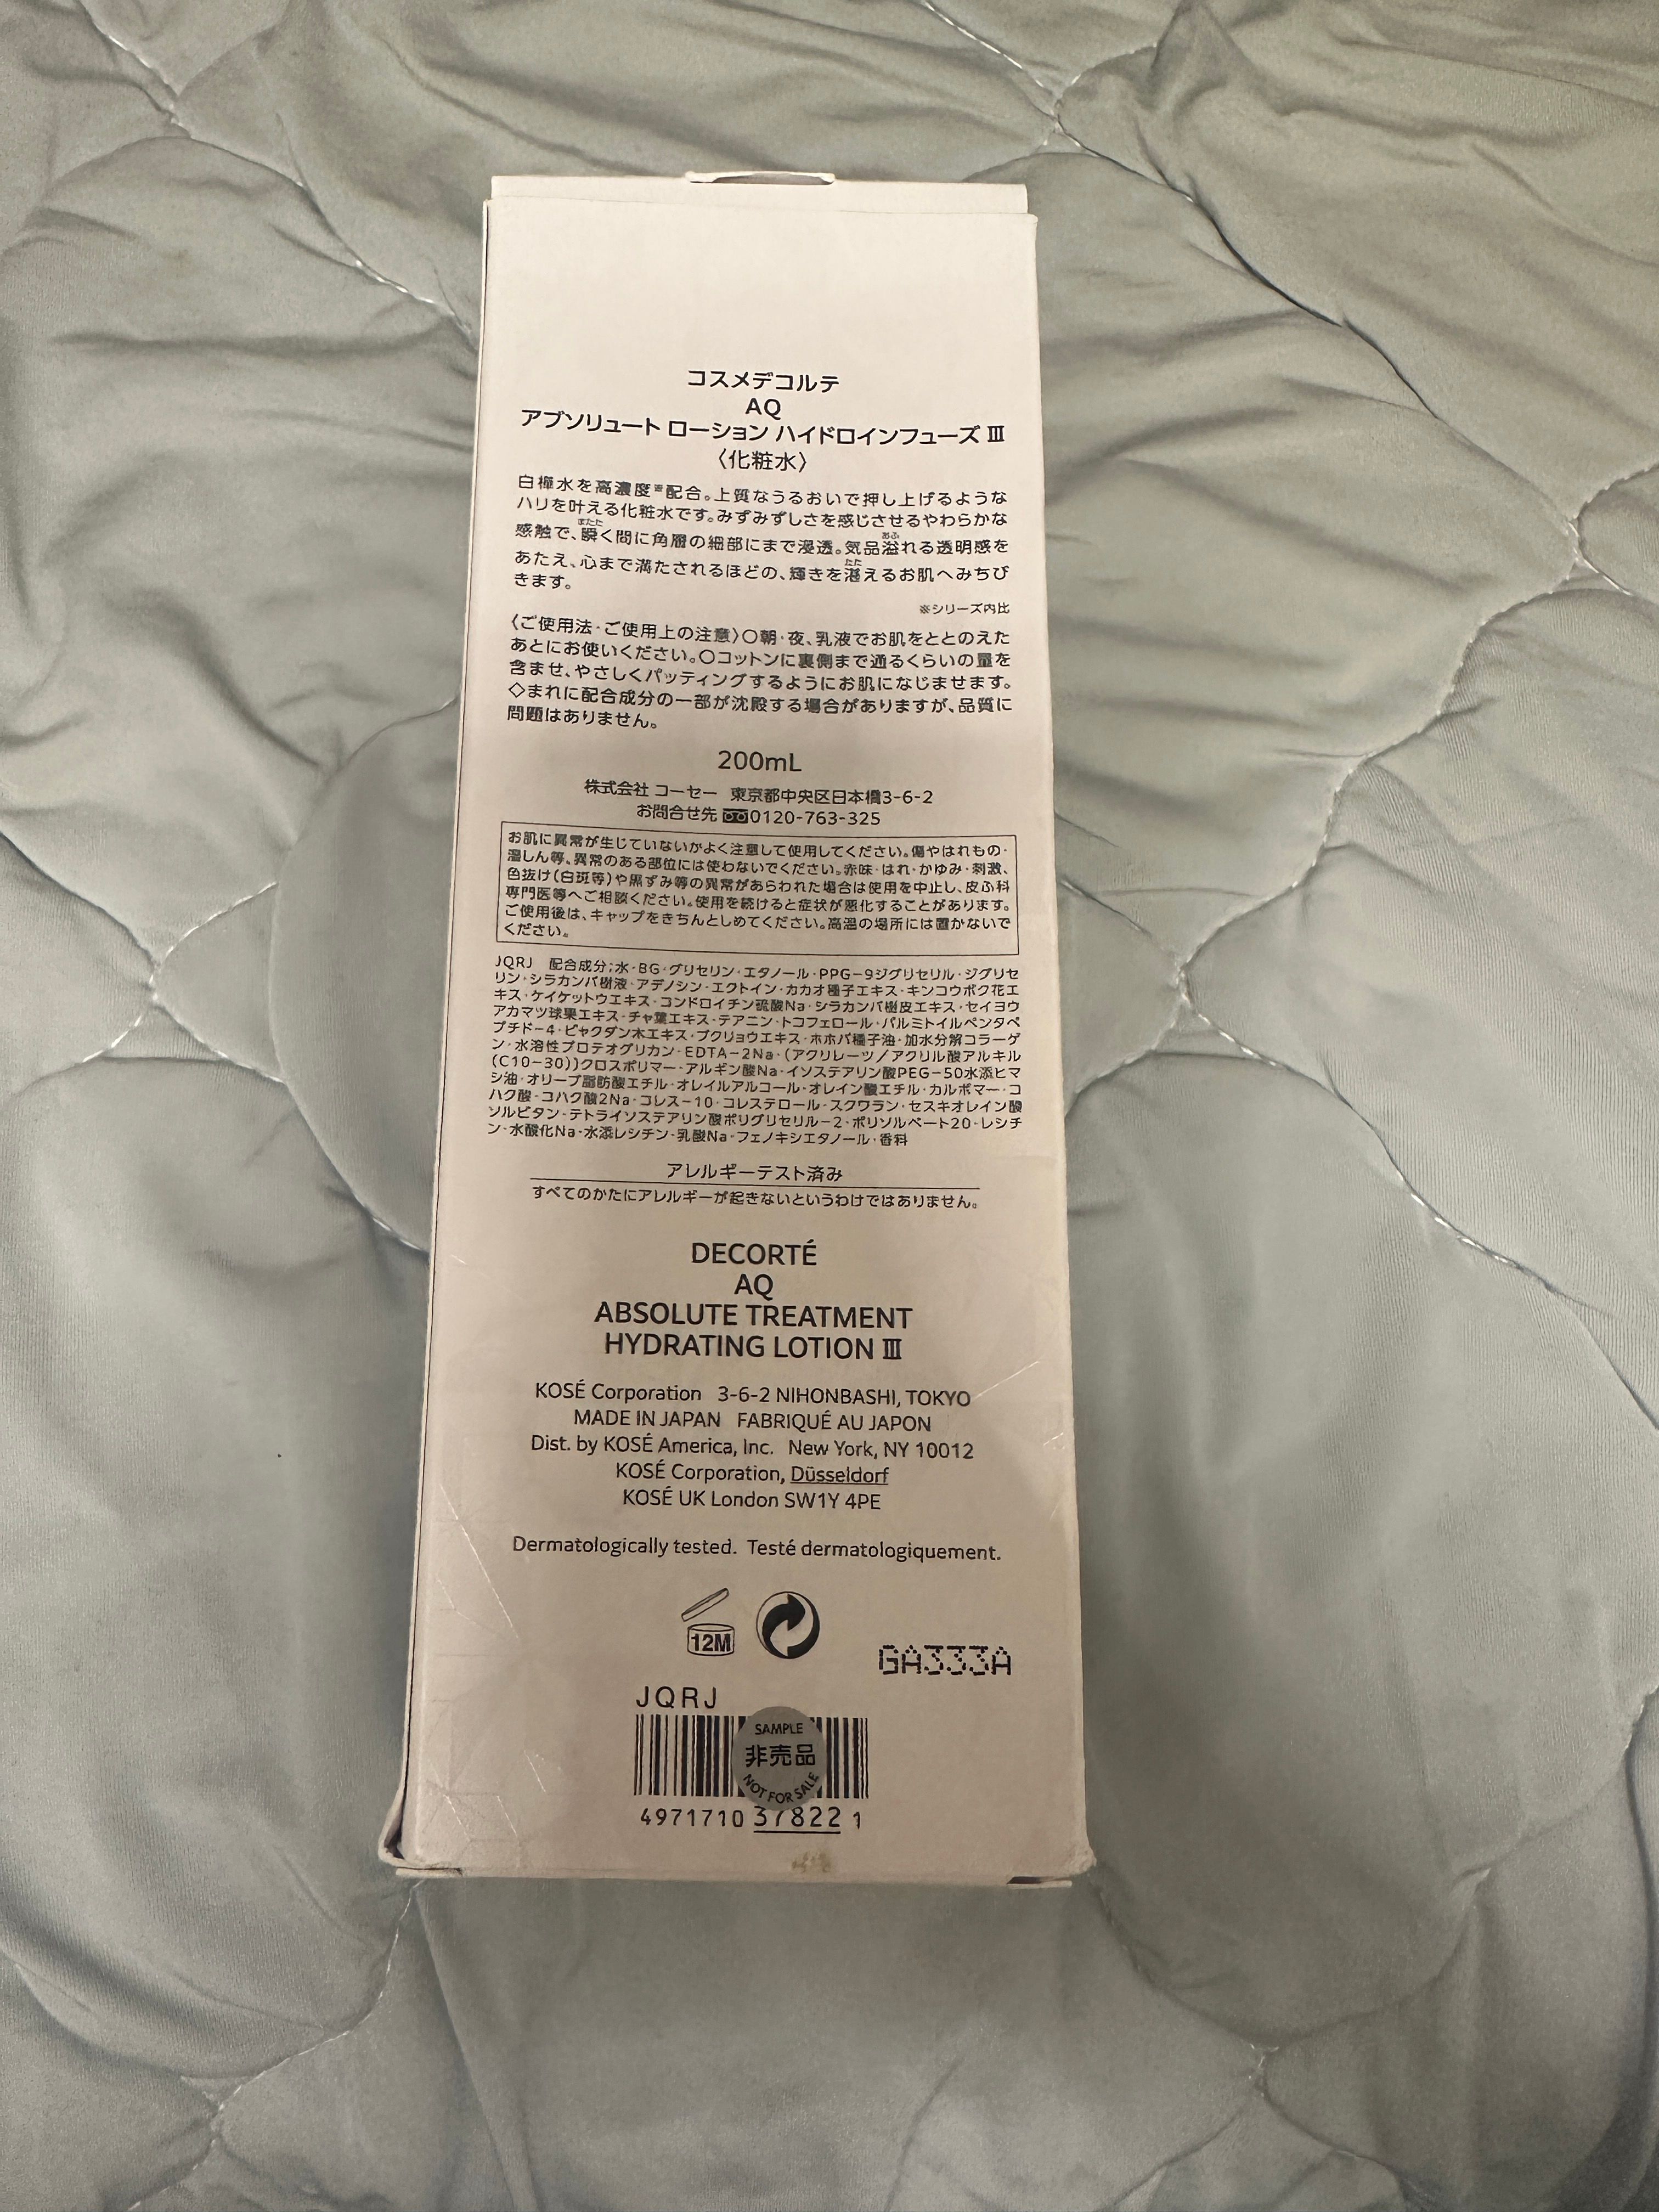 コスメデコルテ
AQ
アブソリュート ローション ハイドロインフューズ Ⅲ
〈化粧水〉
白樺水を高濃度※配合。上質なうるおいで押し上げるような
ハリを叶える化粧水です。みずみずしさを感じさせるやわらかな
感触で、瞬く間に角層の細部にまで浸透。気品溢れる透明感を
あたえ、心まで満たされるほどの、輝きを湛えるお肌へみちび
きます。
※シリーズ内比
〈ご使用法・ご使用上の注意〉〇朝・夜、乳液でお肌をととのえた
あとにお使いください。〇コットンに裏側まで通るくらいの量を
含ませ、やさしくパッティングするようにお肌になじませます。
◇まれに配合成分の一部が沈殿する場合がありますが、品質に
問題はありません。
200mL
株式会社 コーセー 東京都中央区日本橋3-6-2
お問合せ先 0120-763-325
お肌に異常が生じていないかよく注意して使用してください。傷やはれもの・
湿しん等、異常のある部位には使わないでください。赤味・はれ・かゆみ・刺激、
色抜け(白斑等)や黒ずみ等の異常があらわれた場合は使用を中止し、皮ふ科
専門医等へご相談ください。使用を続けると症状が悪化することがあります。
ご使用後は、キャップをきちんとしめてください。高温の場所には置かないで
ください。
JQRJ 配合成分;水・BG・グリセリン・エタノール・PPG-9ジグリセリル・ジグリセ
リン・シラカンバ樹液・アデノシン・エクトイン・カカオ種子エキス・キンコウボク花エ
キス・ケイケットウエキス・コンドロイチン硫酸Na・シラカンバ樹皮エキス・セイヨウ
アカマツ球果エキス・チャ葉エキス・テアニン・トコフェロール・パルミトイルペンタペ
プチド-4・ビャクダン木エキス・ブクリョウエキス・ホホバ種子油・加水分解コラーゲ
ン・水溶性プロテオグリカン・EDTA-2Na・(アクリレーツ/アクリル酸アルキル
(C10-30))クロスポリマー・アルギン酸Na・イソステアリン酸PEG-50水添ヒマ
シ油・オリーブ脂肪酸エチル・オレイルアルコール・オレイン酸エチル・カルボマー・コ
ハク酸・コハク酸2Na・コレス-10・コレステロール・スクワラン・セスキオレイン酸
ソルビタン・テトライソステアリン酸ポリグリセリル-2・ポリソルベート20・レシチ
ン・水酸化Na・水添レシチン・乳酸Na・フェノキシエタノール・香料
アレルギーテスト済み
すべてのかたにアレルギーが起きないというわけではありません。
DECORTÉ
AQ
ABSOLUTE TREATMENT
HYDRATING LOTION Ⅲ
KOSÉ Corporation 3-6-2 NIHONBASHI, TOKYO
MADE IN JAPAN FABRIQUÉ AU JAPON
Dist. by KOSÉ America, Inc. New York, NY 10012
KOSÉ Corporation, Düsseldorf
KOSÉ UK London SW1Y 4PE
Dermatologically tested. Testé dermatologiquement.
12M
GA333A
JQRJ
SAMPLE
非売品
NOT FOR SALE
4971710 37822 1